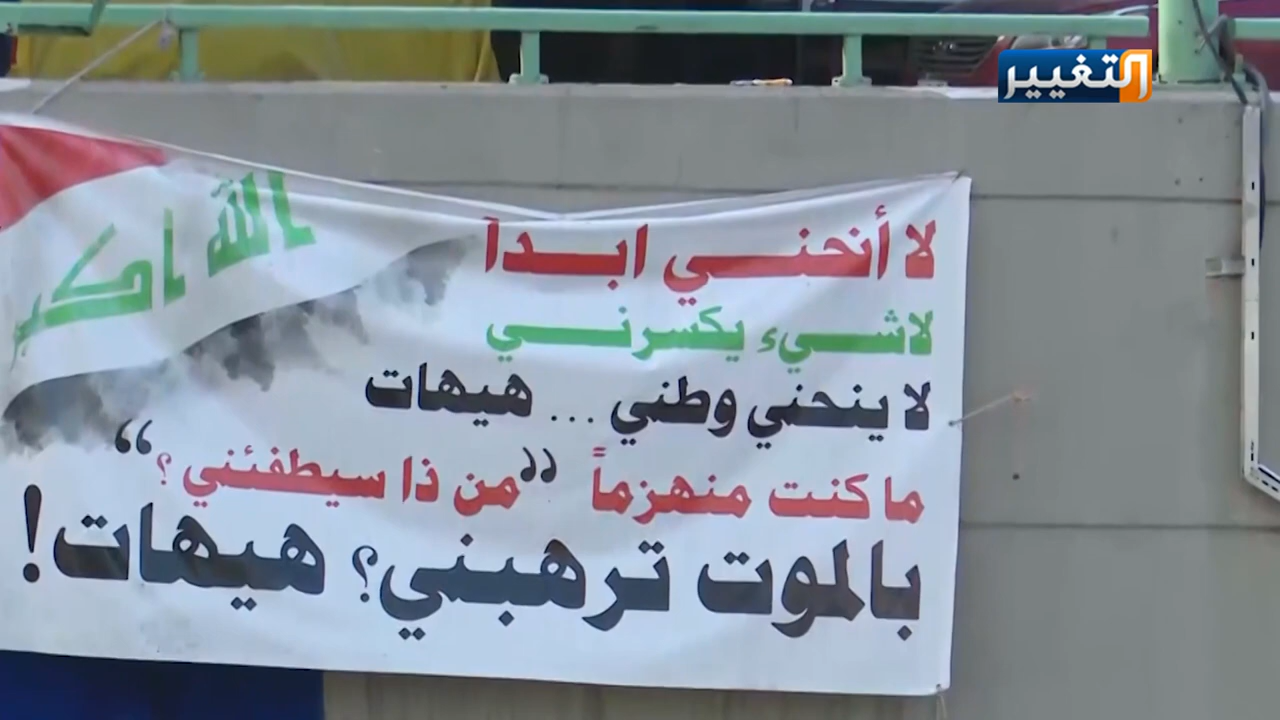 التغيير
الله اكبر
لا أنحني ابدآ
لاشيء يكسرني
لا ينحني وطني ... هيهات
ما كنت منهزماً "من ذا سيطفئني ؟"
بالموت ترهبني؟ هيهات!